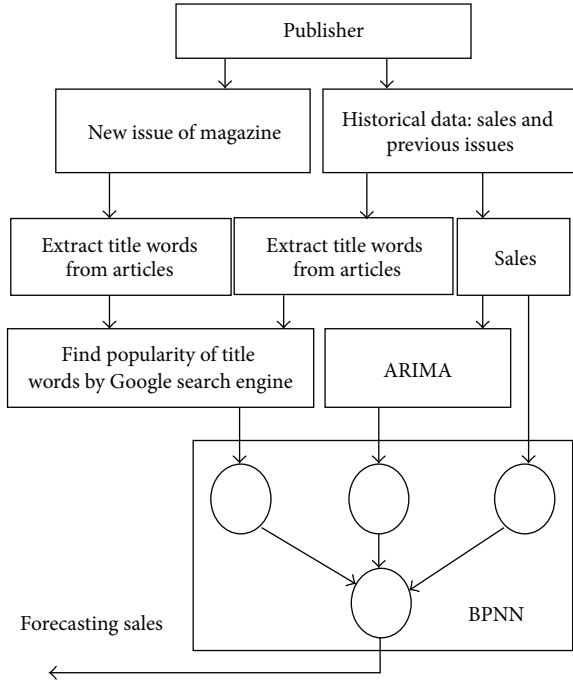 Publisher
New issue of magazine
Historical data: sales and
previous issues
Extract title words
from articles
Extract title words
from articles
Sales
Find popularity of title
words by Google search engine
ARIMA
BPNN
Forecasting sales